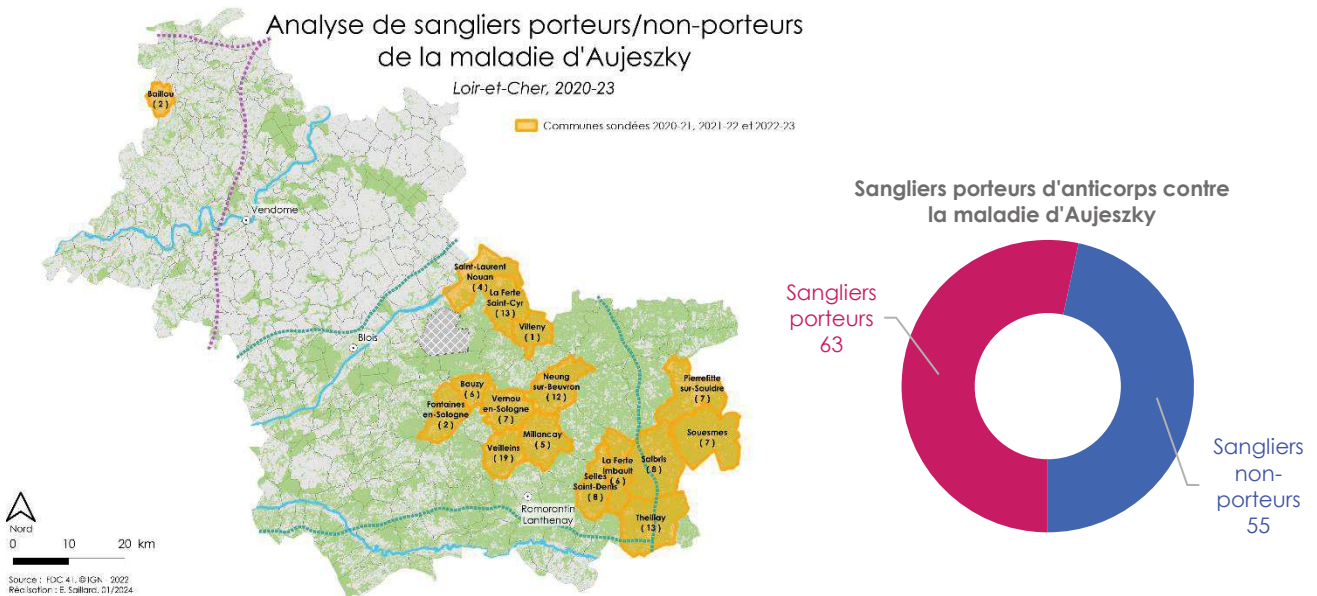 Analyse de sangliers porteurs/non-porteurs
de la maladie d'Aujeszky
Loir-et-Cher, 2020-23
Communes sondées 2020-21, 2021-22 et 2022-23
Baillou
( 2 )
Vendome
Blois
Saint-Laurent
Nouan
( 4 )
La Ferte
Saint-Cyr
( 13 )
Villeny
( 1 )
Neung
sur-Beuvron
( 12 )
Bauzy
( 6 )
Vernou
en-Sologne
( 7 )
Fontaines
en-Sologne
( 2 )
Millancay
( 5 )
Veilleins
( 19 )
Pierrefitte
sur-Sauldre
( 7 )
Souesmes
( 7 )
La Ferte
Imbault
( 6 )
Salbris
( 8 )
Selles
Saint-Denis
( 8 )
Theillay
( 13 )
Romorantin
Lanthenay
Nord
0 10 20 km
Source : FDC 41, ©IGN - 2022
Réalisation : E. Saillard, 01/2024
Sangliers porteurs d'anticorps contre
la maladie d'Aujeszky
Sangliers
porteurs
63
Sangliers
non-
porteurs
55